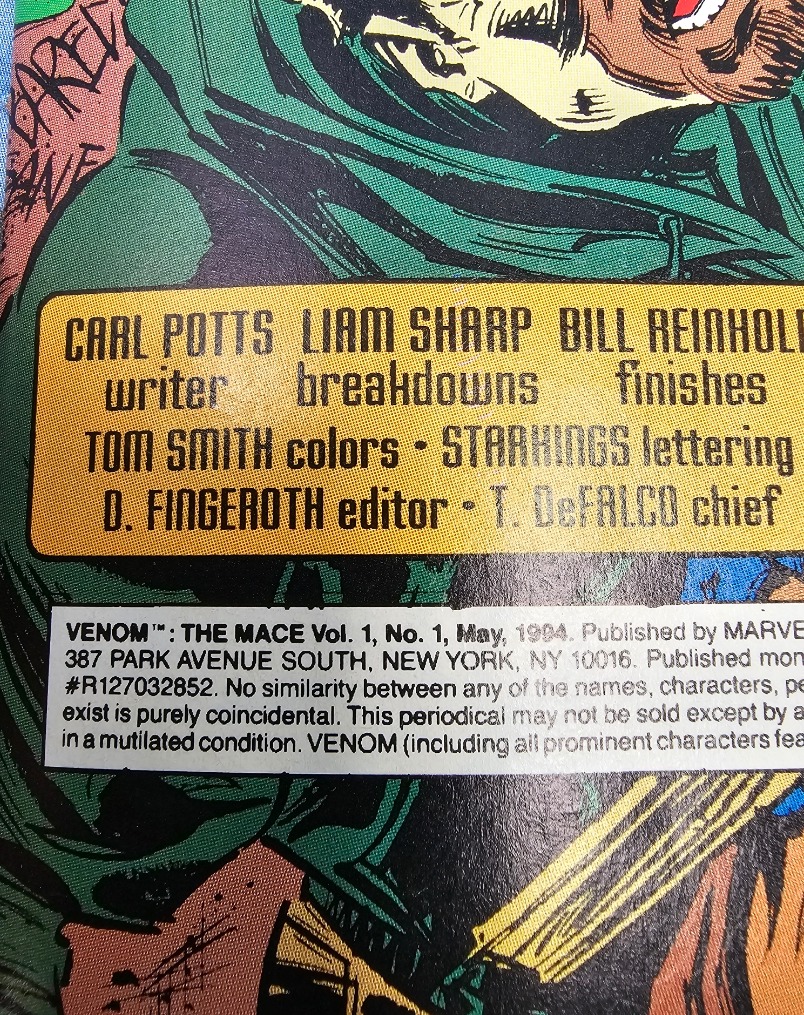 CARED
CARL POTTS LIAM SHARP BILL REINHOL
writer breakdowns finishes
TOM SMITH colors • STARKINGS lettering
D. FINGEROTH editor • T. DeFALCO chief
VENOM™: THE MACE Vol. 1, No. 1, May, 1994. Published by MARVE
387 PARK AVENUE SOUTH, NEW YORK, NY 10016. Published mon
#R127032852. No similarity between any of the names, characters, pe
exist is purely coincidental. This periodical may not be sold except by a
in a mutilated condition. VENOM (including all prominent characters fea